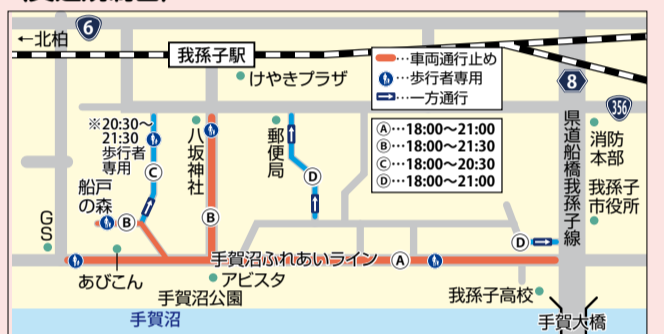 6
←北柏
我孫子駅
けやきプラザ
…車両通行止め
…歩行者専用
…一方通行
8
356
Ⓐ…18:00〜21:00
Ⓑ…18:00〜21:30
Ⓒ…18:00〜20:30
Ⓓ…18:00〜21:00
県道船橋我孫子線
消防
本部
我孫子
市役所
※20:30〜
21:30
歩行者
専用
Ⓒ
八坂神社
郵便局
Ⓓ
船戸
の森
Ⓑ
Ⓑ
GS
Ⓓ
手賀沼ふれあいライン
Ⓐ
あびこん
アビスタ
手賀沼公園
我孫子高校
手賀沼
手賀大橋